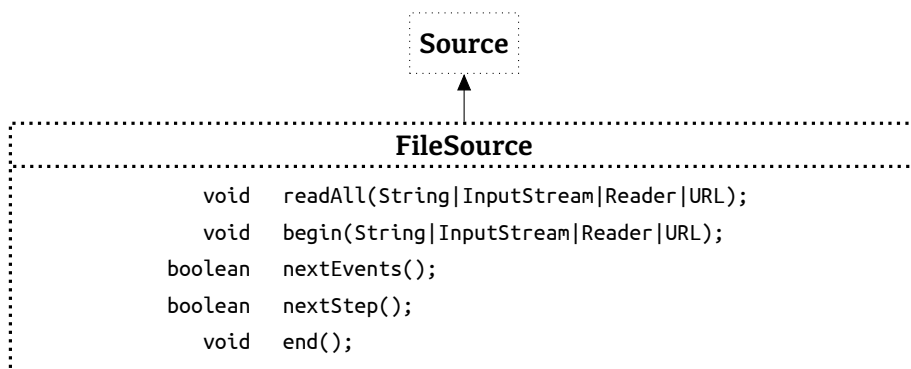 Source
FileSource
void readAll(String|InputStream|Reader|URL);
void begin(String|InputStream|Reader|URL);
boolean nextEvents();
boolean nextStep();
void end();